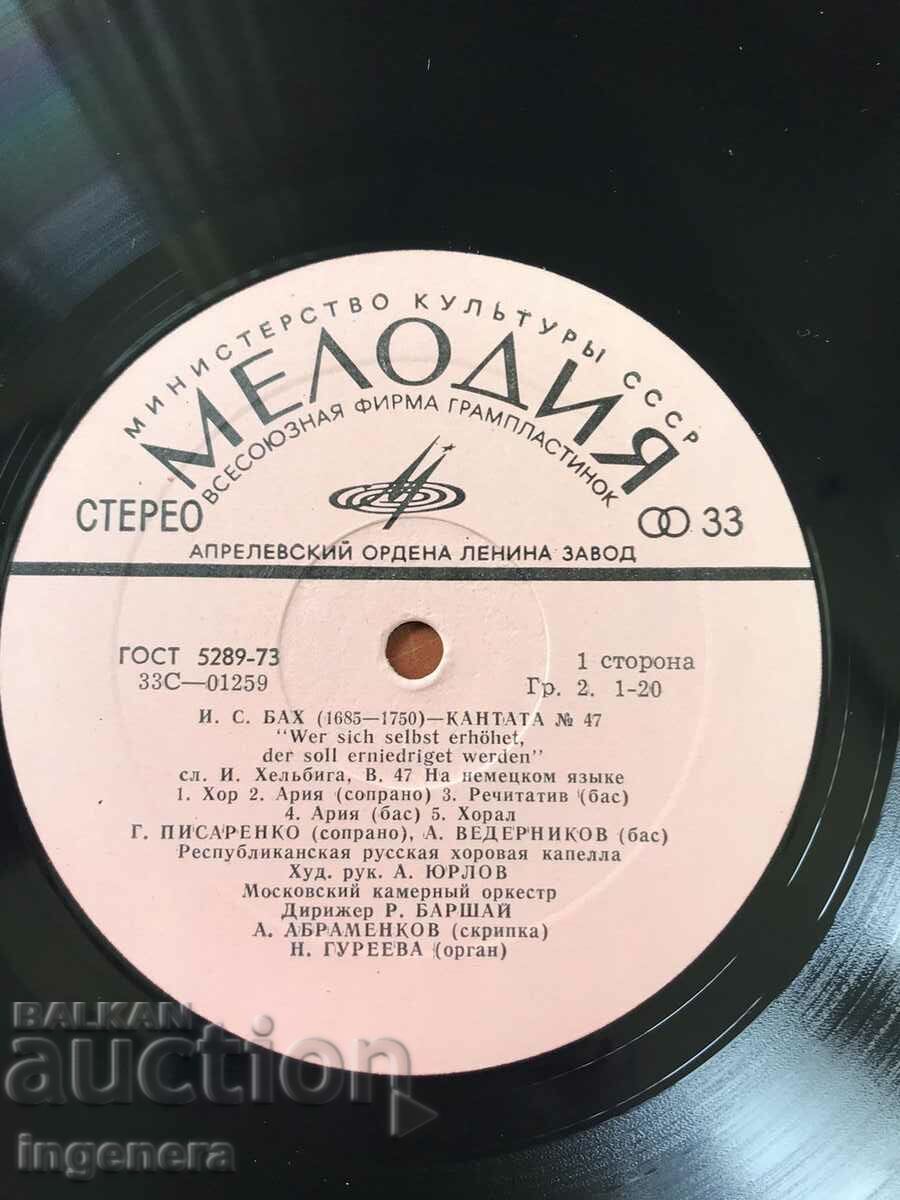 МИНИСТЕРСТВО КУЛЬТУРЫ СССР
МЕЛОДИЯ
ВСЕСОЮЗНАЯ ФИРМА ГРАМПЛАСТИНОК
СТЕРЕО
33
АПРЕЛЕВСКИЙ ОРДЕНА ЛЕНИНА ЗАВОД
ГОСТ 5289-73
33С—01259
1 сторона
Гр. 2. 1-20
И. С. БАХ (1685—1750)—КАНТАТА № 47
"Wer sich selbst erhöhet,
der soll erniedriget werden"
сл. И. Хельбига, В. 47 На немецком языке
1. Хор 2. Ария (сопрано) 3. Речитатив (бас)
4. Ария (бас) 5. Хорал
Г. ПИСАРЕНКО (сопрано), А. ВЕДЕРНИКОВ (бас)
Республиканская русская хоровая капелла
Худ. рук. А. ЮРЛОВ
Московский камерный оркестр
Дирижер Р. БАРШАЙ
А. АБРАМЕНКОВ (скрипка)
Н. ГУРЕЕВА (орган)
BALKAN
auction
ingenera